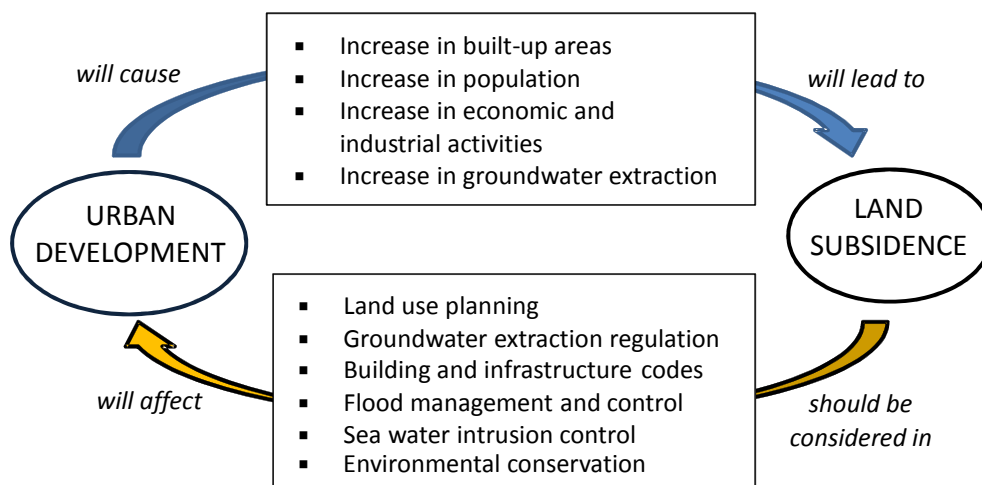 will cause
▪ Increase in built-up areas
▪ Increase in population
▪ Increase in economic and
industrial activities
▪ Increase in groundwater extraction
will lead to
URBAN
DEVELOPMENT
LAND
SUBSIDENCE
▪ Land use planning
▪ Groundwater extraction regulation
▪ Building and infrastructure codes
▪ Flood management and control
▪ Sea water intrusion control
▪ Environmental conservation
will affect
should be
considered in